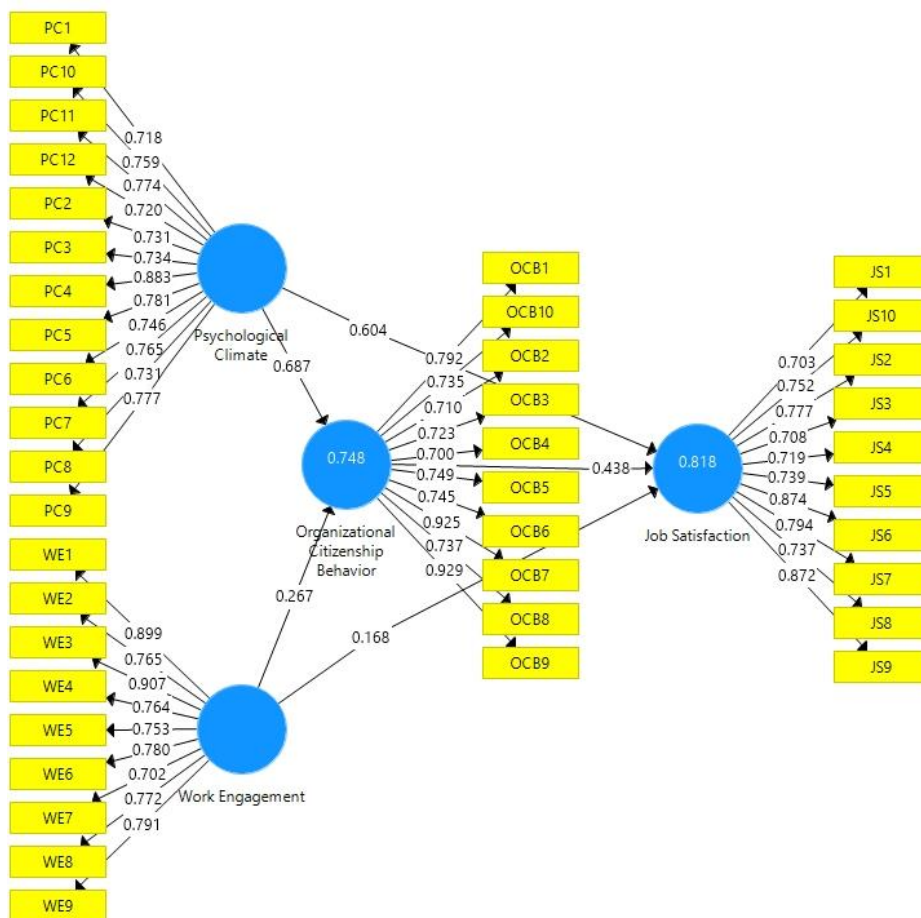 PC1
PC10
PC11
PC12
PC2
PC3
PC4
PC5
PC6
PC7
PC8
PC9
0.718
0.759
0.774
0.720
0.731
0.734
0.883
0.781
0.746
0.765
0.731
0.777
Psychological
Climate
0.604
0.687
WE1
WE2
WE3
WE4
WE5
WE6
WE7
WE8
WE9
0.899
0.765
0.907
0.764
0.753
0.780
0.702
0.772
0.791
Work Engagement
0.267
0.168
0.748
Organizational
Citizenship
Behavior
0.438
OCB1
OCB10
OCB2
OCB3
OCB4
OCB5
OCB6
OCB7
OCB8
OCB9
0.792
0.735
0.710
0.723
0.700
0.749
0.745
0.925
0.737
0.929
0.818
Job Satisfaction
0.703
0.752
0.777
0.708
0.719
0.739
0.874
0.794
0.737
0.872
JS1
JS10
JS2
JS3
JS4
JS5
JS6
JS7
JS8
JS9